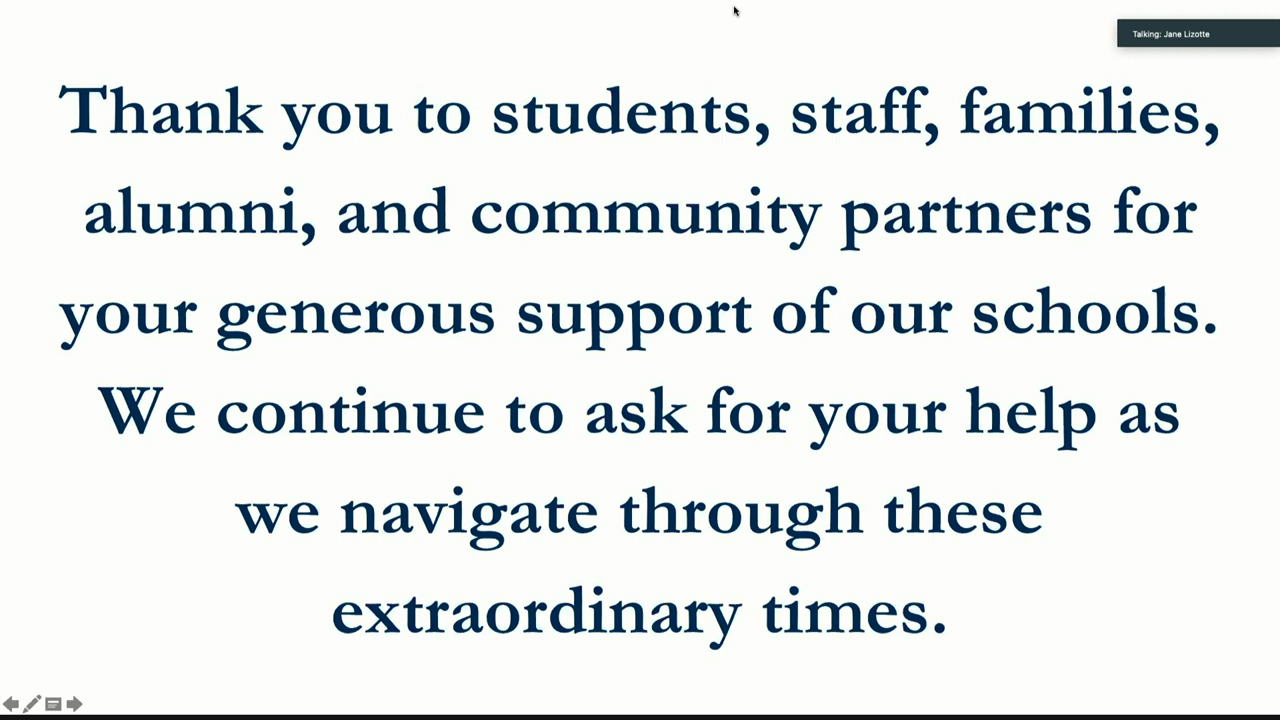 Talking: Jane Lizotte
Thank you to students, staff, families,
alumni, and community partners for
your generous support of our schools.
We continue to ask for your help as
we navigate through these
extraordinary times.